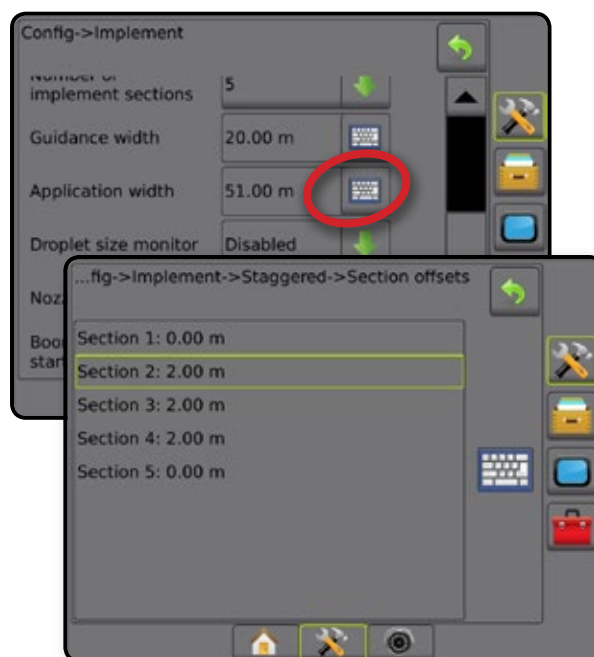 Config->Implement
Number of
implement sections 5
Guidance width 20.00 m
Application width 51.00 m
Droplet size monitor Disabled
...fig->Implement->Staggered->Section offsets
Section 1: 0.00 m
Section 2: 2.00 m
Section 3: 2.00 m
Section 4: 2.00 m
Section 5: 0.00 m